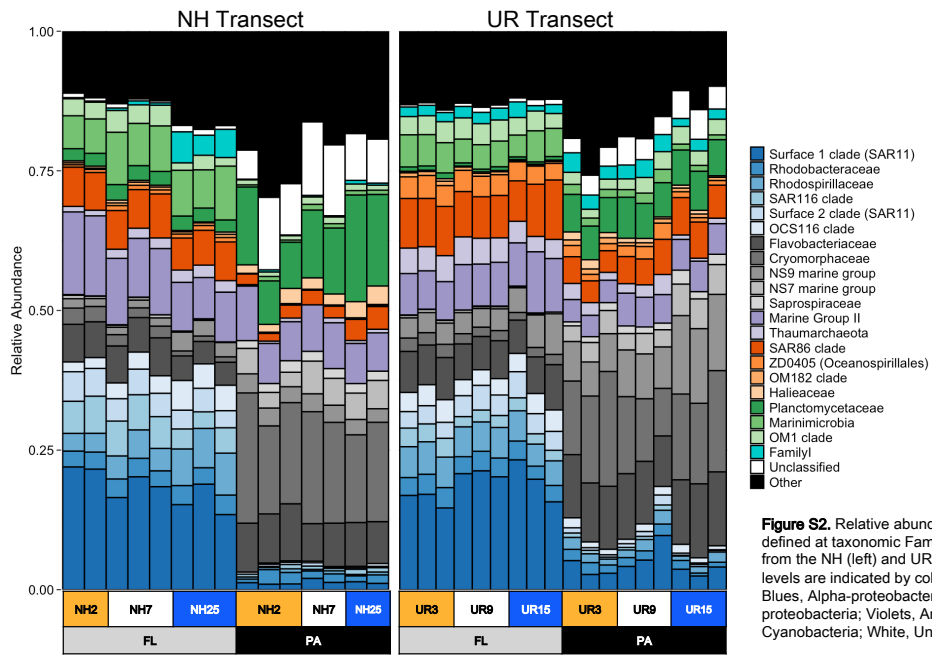 NH Transect
UR Transect
1.00
0.75
0.50
0.25
0.00
Relative Abundance
NH2 NH7 NH25 NH2 NH7 NH25
FL PA
UR3 UR9 UR15 UR3 UR9 UR15
FL PA
Surface 1 clade (SAR11)
Rhodobacteraceae
Rhodospirillaceae
SAR116 clade
Surface 2 clade (SAR11)
OCS116 clade
Flavobacteriaceae
Cryomorphaceae
NS9 marine group
NS7 marine group
Saprospiraceae
Marine Group II
Thaumarchaeota
SAR86 clade
ZD0405 (Oceanospirillales)
OM182 clade
Halieaceae
Planctomycetaceae
Marinimicrobia
OM1 clade
FamilyI
Unclassified
Other
Figure S2. Relative abund
defined at taxonomic Fam
from the NH (left) and UR
levels are indicated by col
Blues, Alpha-proteobacter
proteobacteria; Violets, Ar
Cyanobacteria; White, Un